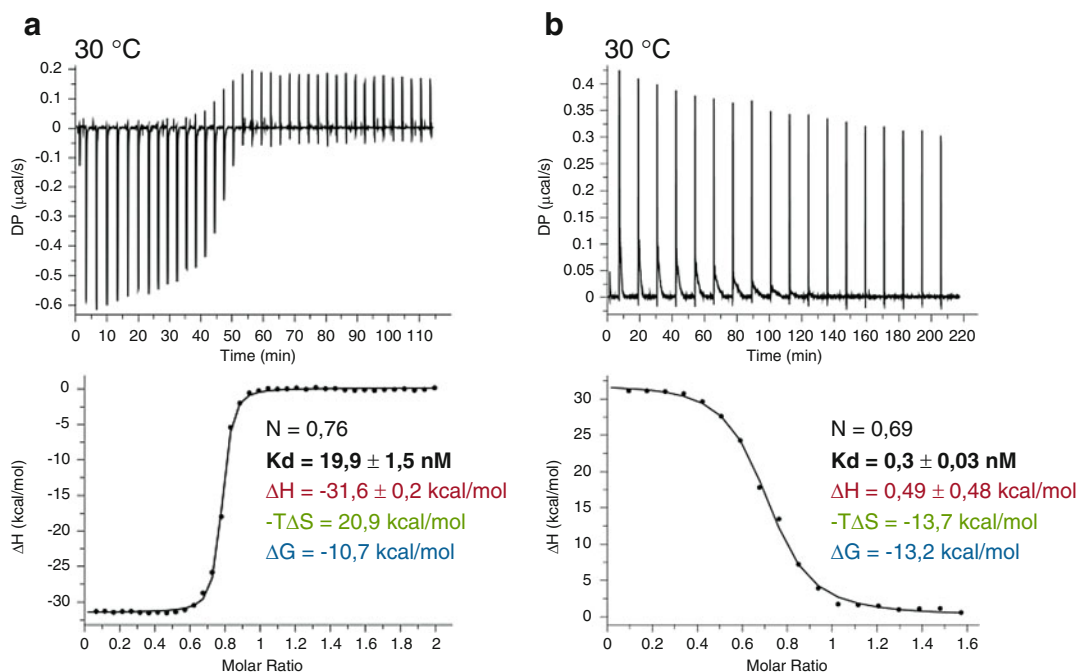 a
30 °C
0.2
0.1
0
-0.1
-0.2
-0.3
-0.4
-0.5
-0.6
DP (μcal/s)
0 10 20 30 40 50 60 70 80 90 100 110
Time (min)
0
-5
-10
-15
-20
-25
-30
ΔH (kcal/mol)
N = 0,76
Kd = 19,9 ± 1,5 nM
ΔH = -31,6 ± 0,2 kcal/mol
-TΔS = 20,9 kcal/mol
ΔG = -10,7 kcal/mol
0 0.2 0.4 0.6 0.8 1 1.2 1.4 1.6 1.8 2
Molar Ratio
b
30 °C
0.4
0.35
0.3
0.25
0.2
0.15
0.1
0.05
0
DP (μcal/s)
0 20 40 60 80 100 120 140 160 180 200 220
Time (min)
30
25
20
15
10
5
0
ΔH (kcal/mol)
N = 0,69
Kd = 0,3 ± 0,03 nM
ΔH = 0,49 ± 0,48 kcal/mol
-TΔS = -13,7 kcal/mol
ΔG = -13,2 kcal/mol
0 0.2 0.4 0.6 0.8 1 1.2 1.4 1.6
Molar Ratio